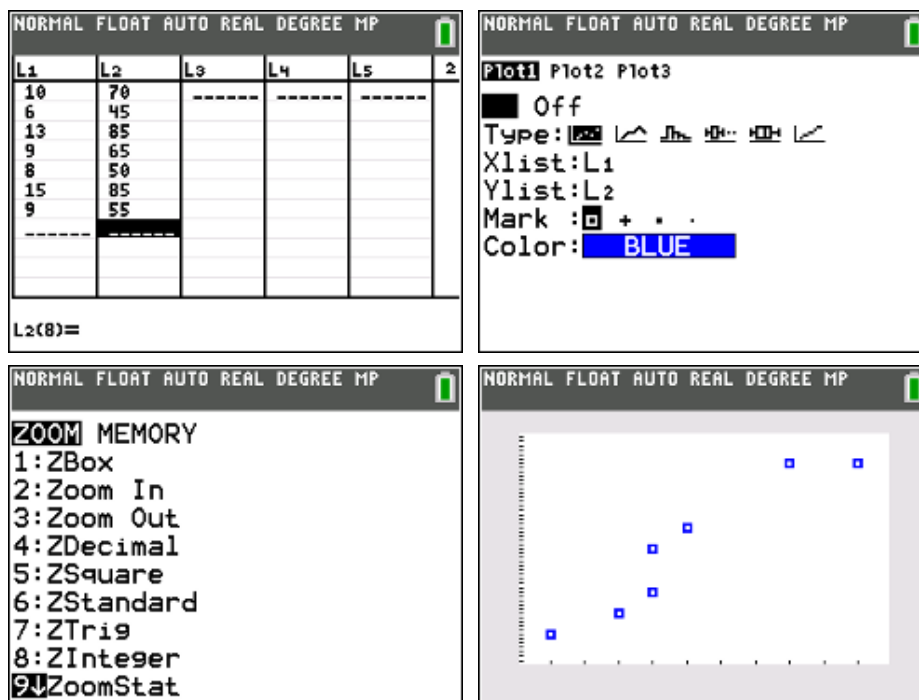 NORMAL FLOAT AUTO REAL DEGREE MP
L1 L2 L3 L4 L5 2
10 70 ------ ------ ------
6 45
13 85
9 65
8 50
15 85
9 55
------ ------
L2(8)=
NORMAL FLOAT AUTO REAL DEGREE MP
Plot1 Plot2 Plot3
Off
Type:
Xlist:L1
Ylist:L2
Mark :
Color: BLUE
NORMAL FLOAT AUTO REAL DEGREE MP
ZOOM MEMORY
1:ZBox
2:Zoom In
3:Zoom Out
4:ZDecimal
5:ZSquare
6:ZStandard
7:ZTrig
8:ZInteger
9↓ZoomStat
NORMAL FLOAT AUTO REAL DEGREE MP